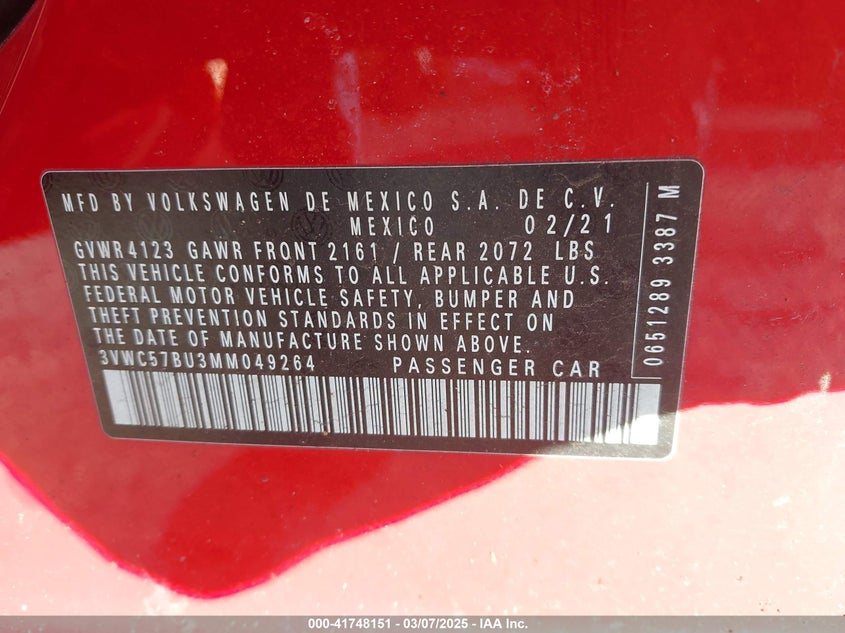 MFD BY VOLKSWAGEN DE MEXICO S.A. DE C.V.
MEXICO 02/21
GVWR4123 GAWR FRONT 2161 / REAR 2072 LBS
THIS VEHICLE CONFORMS TO ALL APPLICABLE U.S.
FEDERAL MOTOR VEHICLE SAFETY, BUMPER AND
THEFT PREVENTION STANDARDS IN EFFECT ON
THE DATE OF MANUFACTURE SHOWN ABOVE.
3VWC57BU3MM049264 PASSENGER CAR
0651289 3387 M
000-41748151 — 03/07/2025 — IAA Inc.